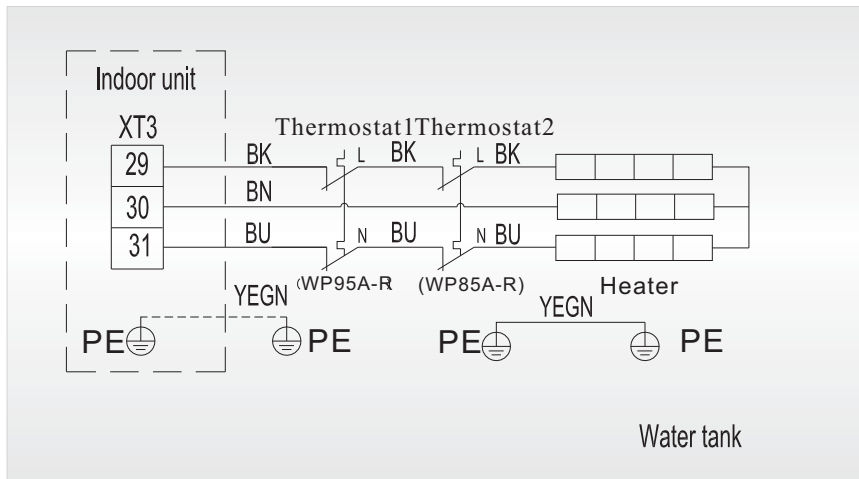 Indoor unit
XT3
Thermostat1Thermostat2
29 BK L BK L BK
30 BN
31 BU N BU N BU
(WP95A-R (WP85A-R) Heater
YEGN YEGN
PE PE PE PE
Water tank